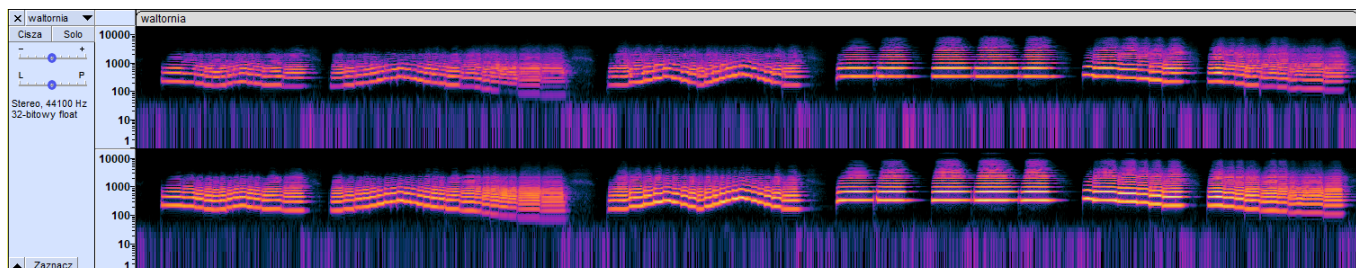 × waltornia ▼ waltornia
Cisza Solo
- +
L P
Stereo, 44100 Hz
32-bitowy float
▲ Zaznacz
10000
1000
100
10
1
10000
1000
100
10
1